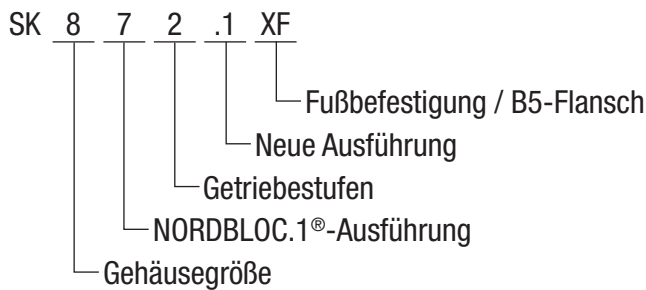 SK 8 7 2 .1 XF
Fußbefestigung / B5-Flansch
Neue Ausführung
Getriebestufen
NORDBLOC.1®-Ausführung
Gehäusegröße